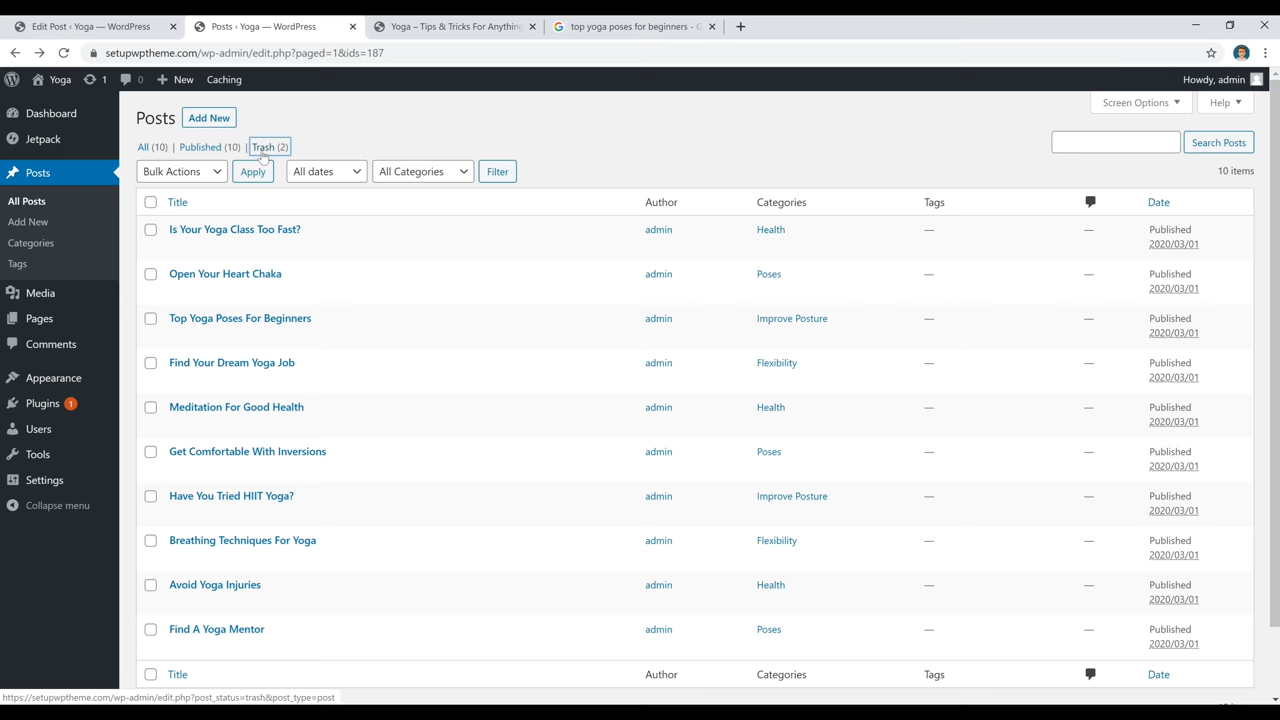 Edit Post ‹ Yoga — WordPress
Posts ‹ Yoga — WordPress
Yoga – Tips & Tricks For Anything
top yoga poses for beginners - G
setupwptheme.com/wp-admin/edit.php?paged=1&ids=187
Yoga 1 0 New Caching Howdy, admin
Dashboard
Jetpack
Posts
All Posts
Add New
Categories
Tags
Media
Pages
Comments
Appearance
Plugins 1
Users
Tools
Settings
Collapse menu
Screen Options Help
Posts Add New
All (10) | Published (10) | Trash (2)
Search Posts
Bulk Actions Apply All dates All Categories Filter 10 items
Title Author Categories Tags Date
Is Your Yoga Class Too Fast? admin Health — — Published
2020/03/01
Open Your Heart Chaka admin Poses — — Published
2020/03/01
Top Yoga Poses For Beginners admin Improve Posture — — Published
2020/03/01
Find Your Dream Yoga Job admin Flexibility — — Published
2020/03/01
Meditation For Good Health admin Health — — Published
2020/03/01
Get Comfortable With Inversions admin Poses — — Published
2020/03/01
Have You Tried HIIT Yoga? admin Improve Posture — — Published
2020/03/01
Breathing Techniques For Yoga admin Flexibility — — Published
2020/03/01
Avoid Yoga Injuries admin Health — — Published
2020/03/01
Find A Yoga Mentor admin Poses — — Published
2020/03/01
Title Author Categories Tags Date
https://setupwptheme.com/wp-admin/edit.php?post_status=trash&post_type=post